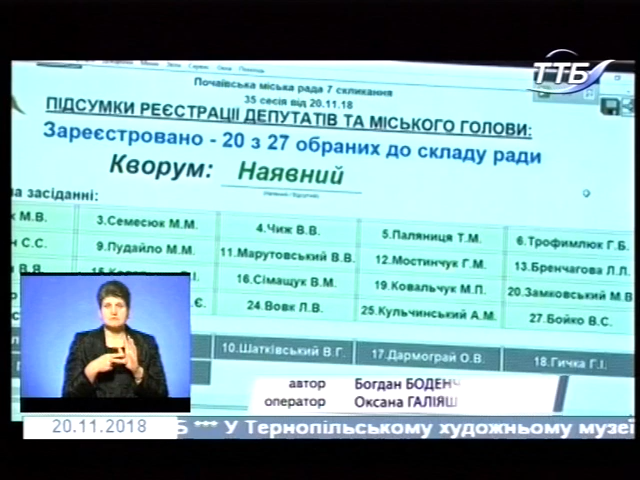 ТТБ
Почаївська міська рада 7 скликання
35 сесія від 20.11.18
ПІДСУМКИ РЕЄСТРАЦІЇ ДЕПУТАТІВ ТА МІСЬКОГО ГОЛОВИ:
Зареєстровано - 20 з 27 обраних до складу ради
Кворум: Наявний
на засіданні:
М.В. 3.Семесюк М.М. 4.Чиж В.В. 5.Паляниця Т.М. 6.Трофимлюк Г.Б.
С.С. 9.Пудайло М.М. 11.Марутовський В.В. 12.Мостинчук Г.М. 13.Бренчагова Л.Л.
В.Я. 16.Сімащук В.М. 19.Ковальчук М.П. 20.Замковський М.В
24.Вовк Л.В. 25.Кульчинський А.М. 27.Бойко В.С.
10.Шатківський В.Г. 17.Дармограй О.В. 18.Гичка Г.І.
автор Богдан БОДЕНЧ
оператор Оксана ГАЛІЯШ
20.11.2018 Б *** У Тернопільському художньому музеї